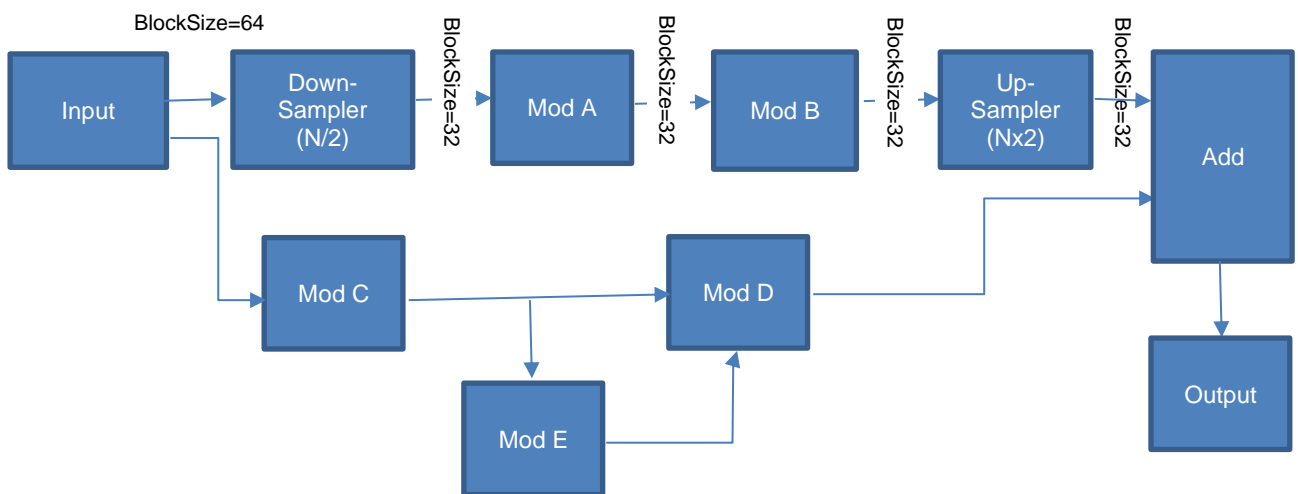 BlockSize=64
Input
Down-
Sampler
(N/2)
BlockSize=32
Mod A
BlockSize=32
Mod B
BlockSize=32
Up-
Sampler
(Nx2)
BlockSize=32
Add
Mod C
Mod D
Mod E
Output